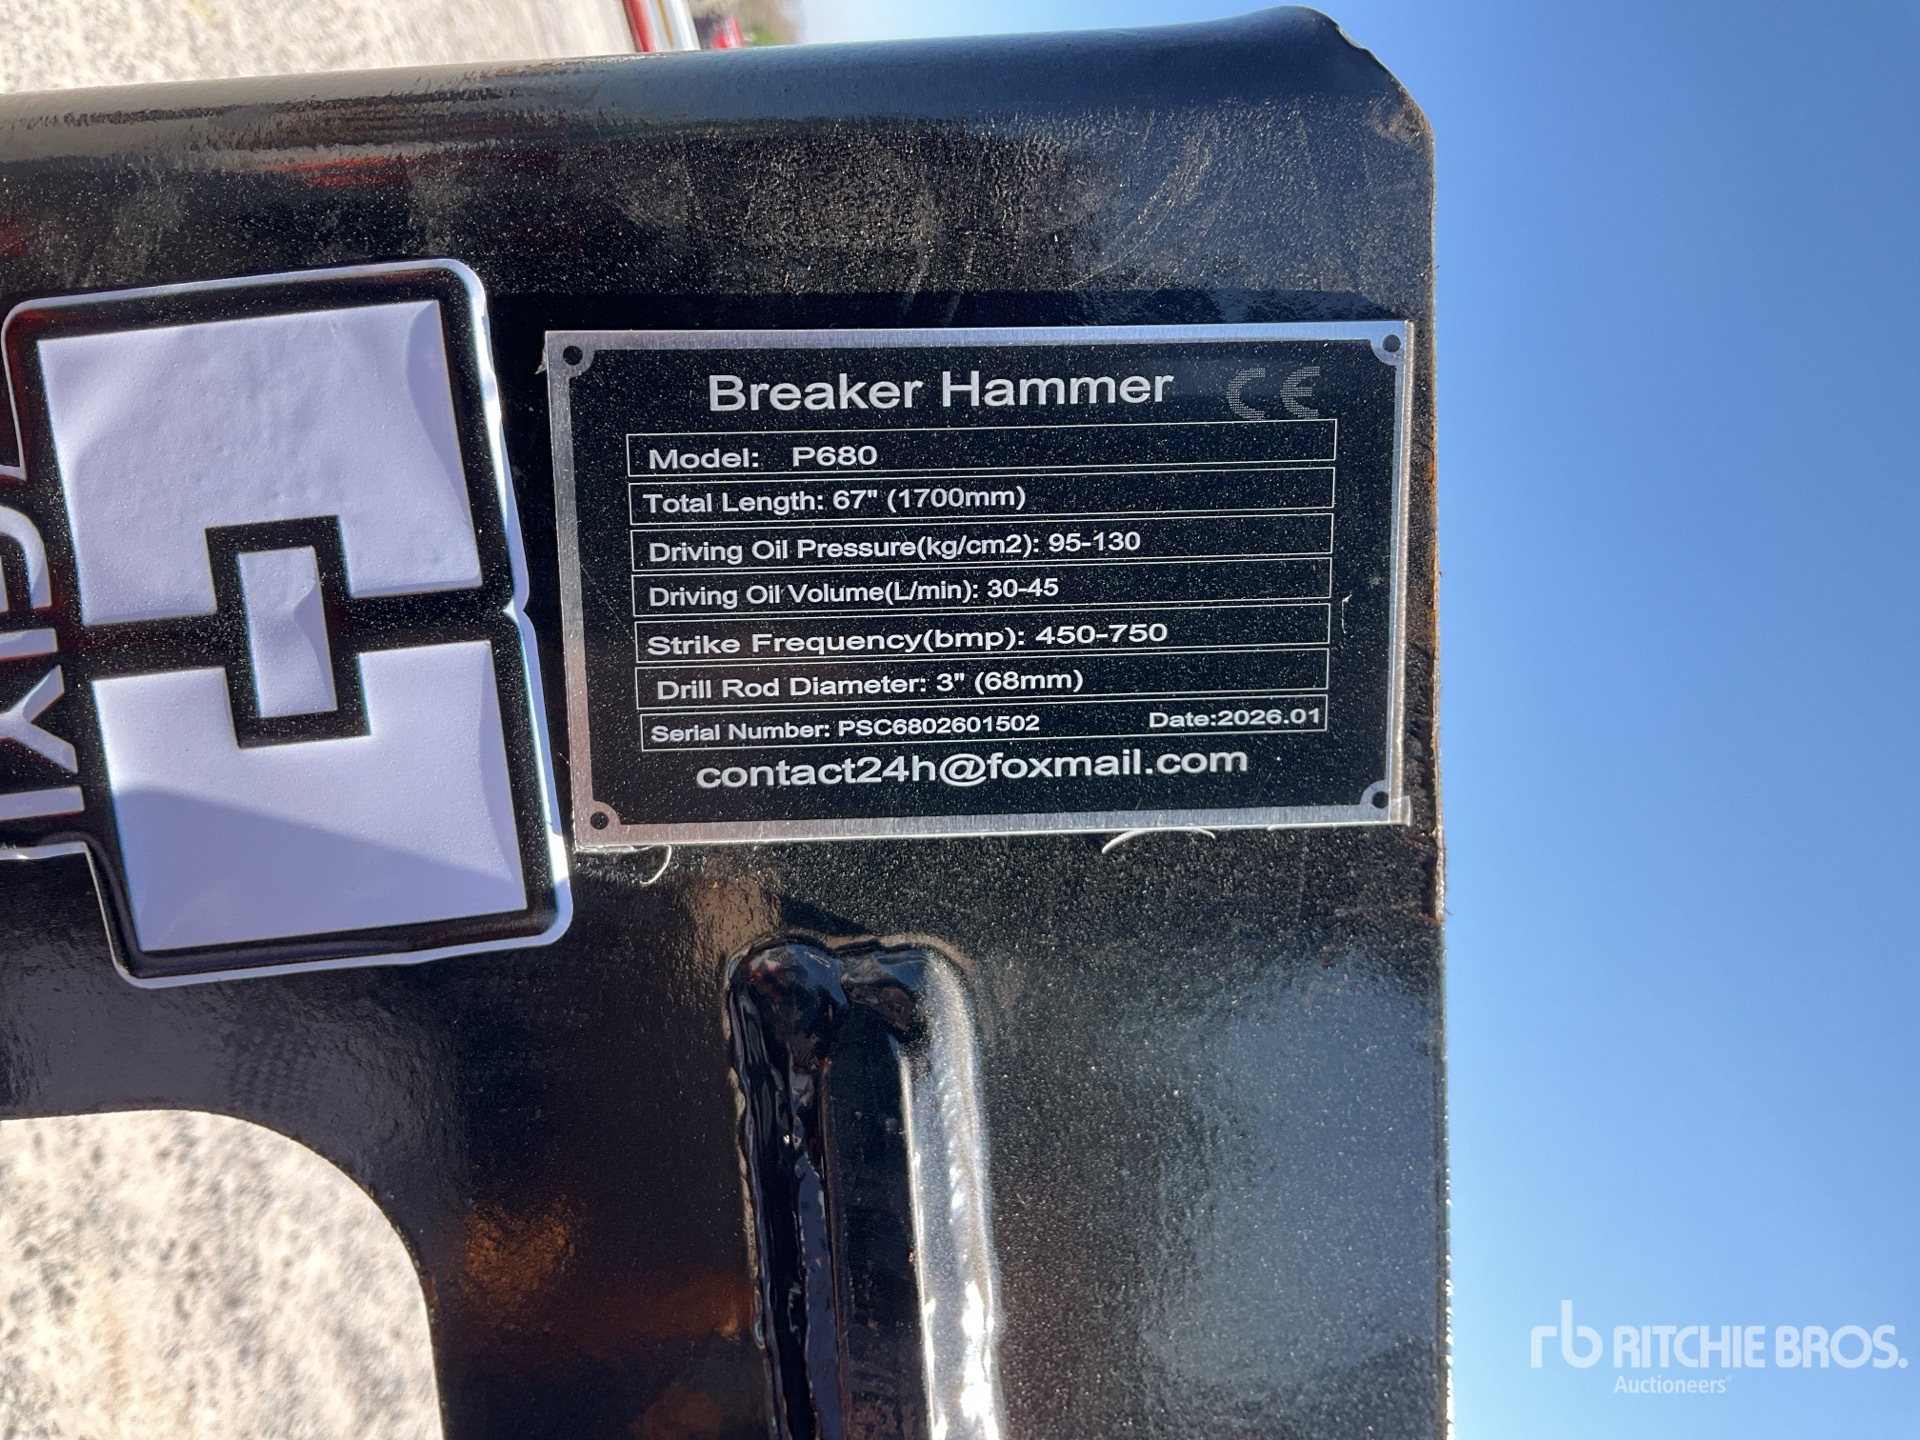 Breaker Hammer CE
Model: P680
Total Length: 67" (1700mm)
Driving Oil Pressure(kg/cm2): 95-130
Driving Oil Volume(L/min): 30-45
Strike Frequency(bmp): 450-750
Drill Rod Diameter: 3" (68mm)
Serial Number: PSC6802601502 Date:2026.01
contact24h@foxmail.com
rb RITCHIE BROS.
Auctioneers